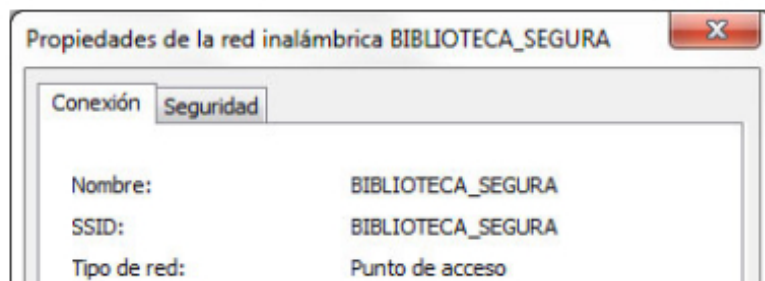 Propiedades de la red inalámbrica BIBLIOTECA_SEGURA
Conexión Seguridad
Nombre: BIBLIOTECA_SEGURA
SSID: BIBLIOTECA_SEGURA
Tipo de red: Punto de acceso